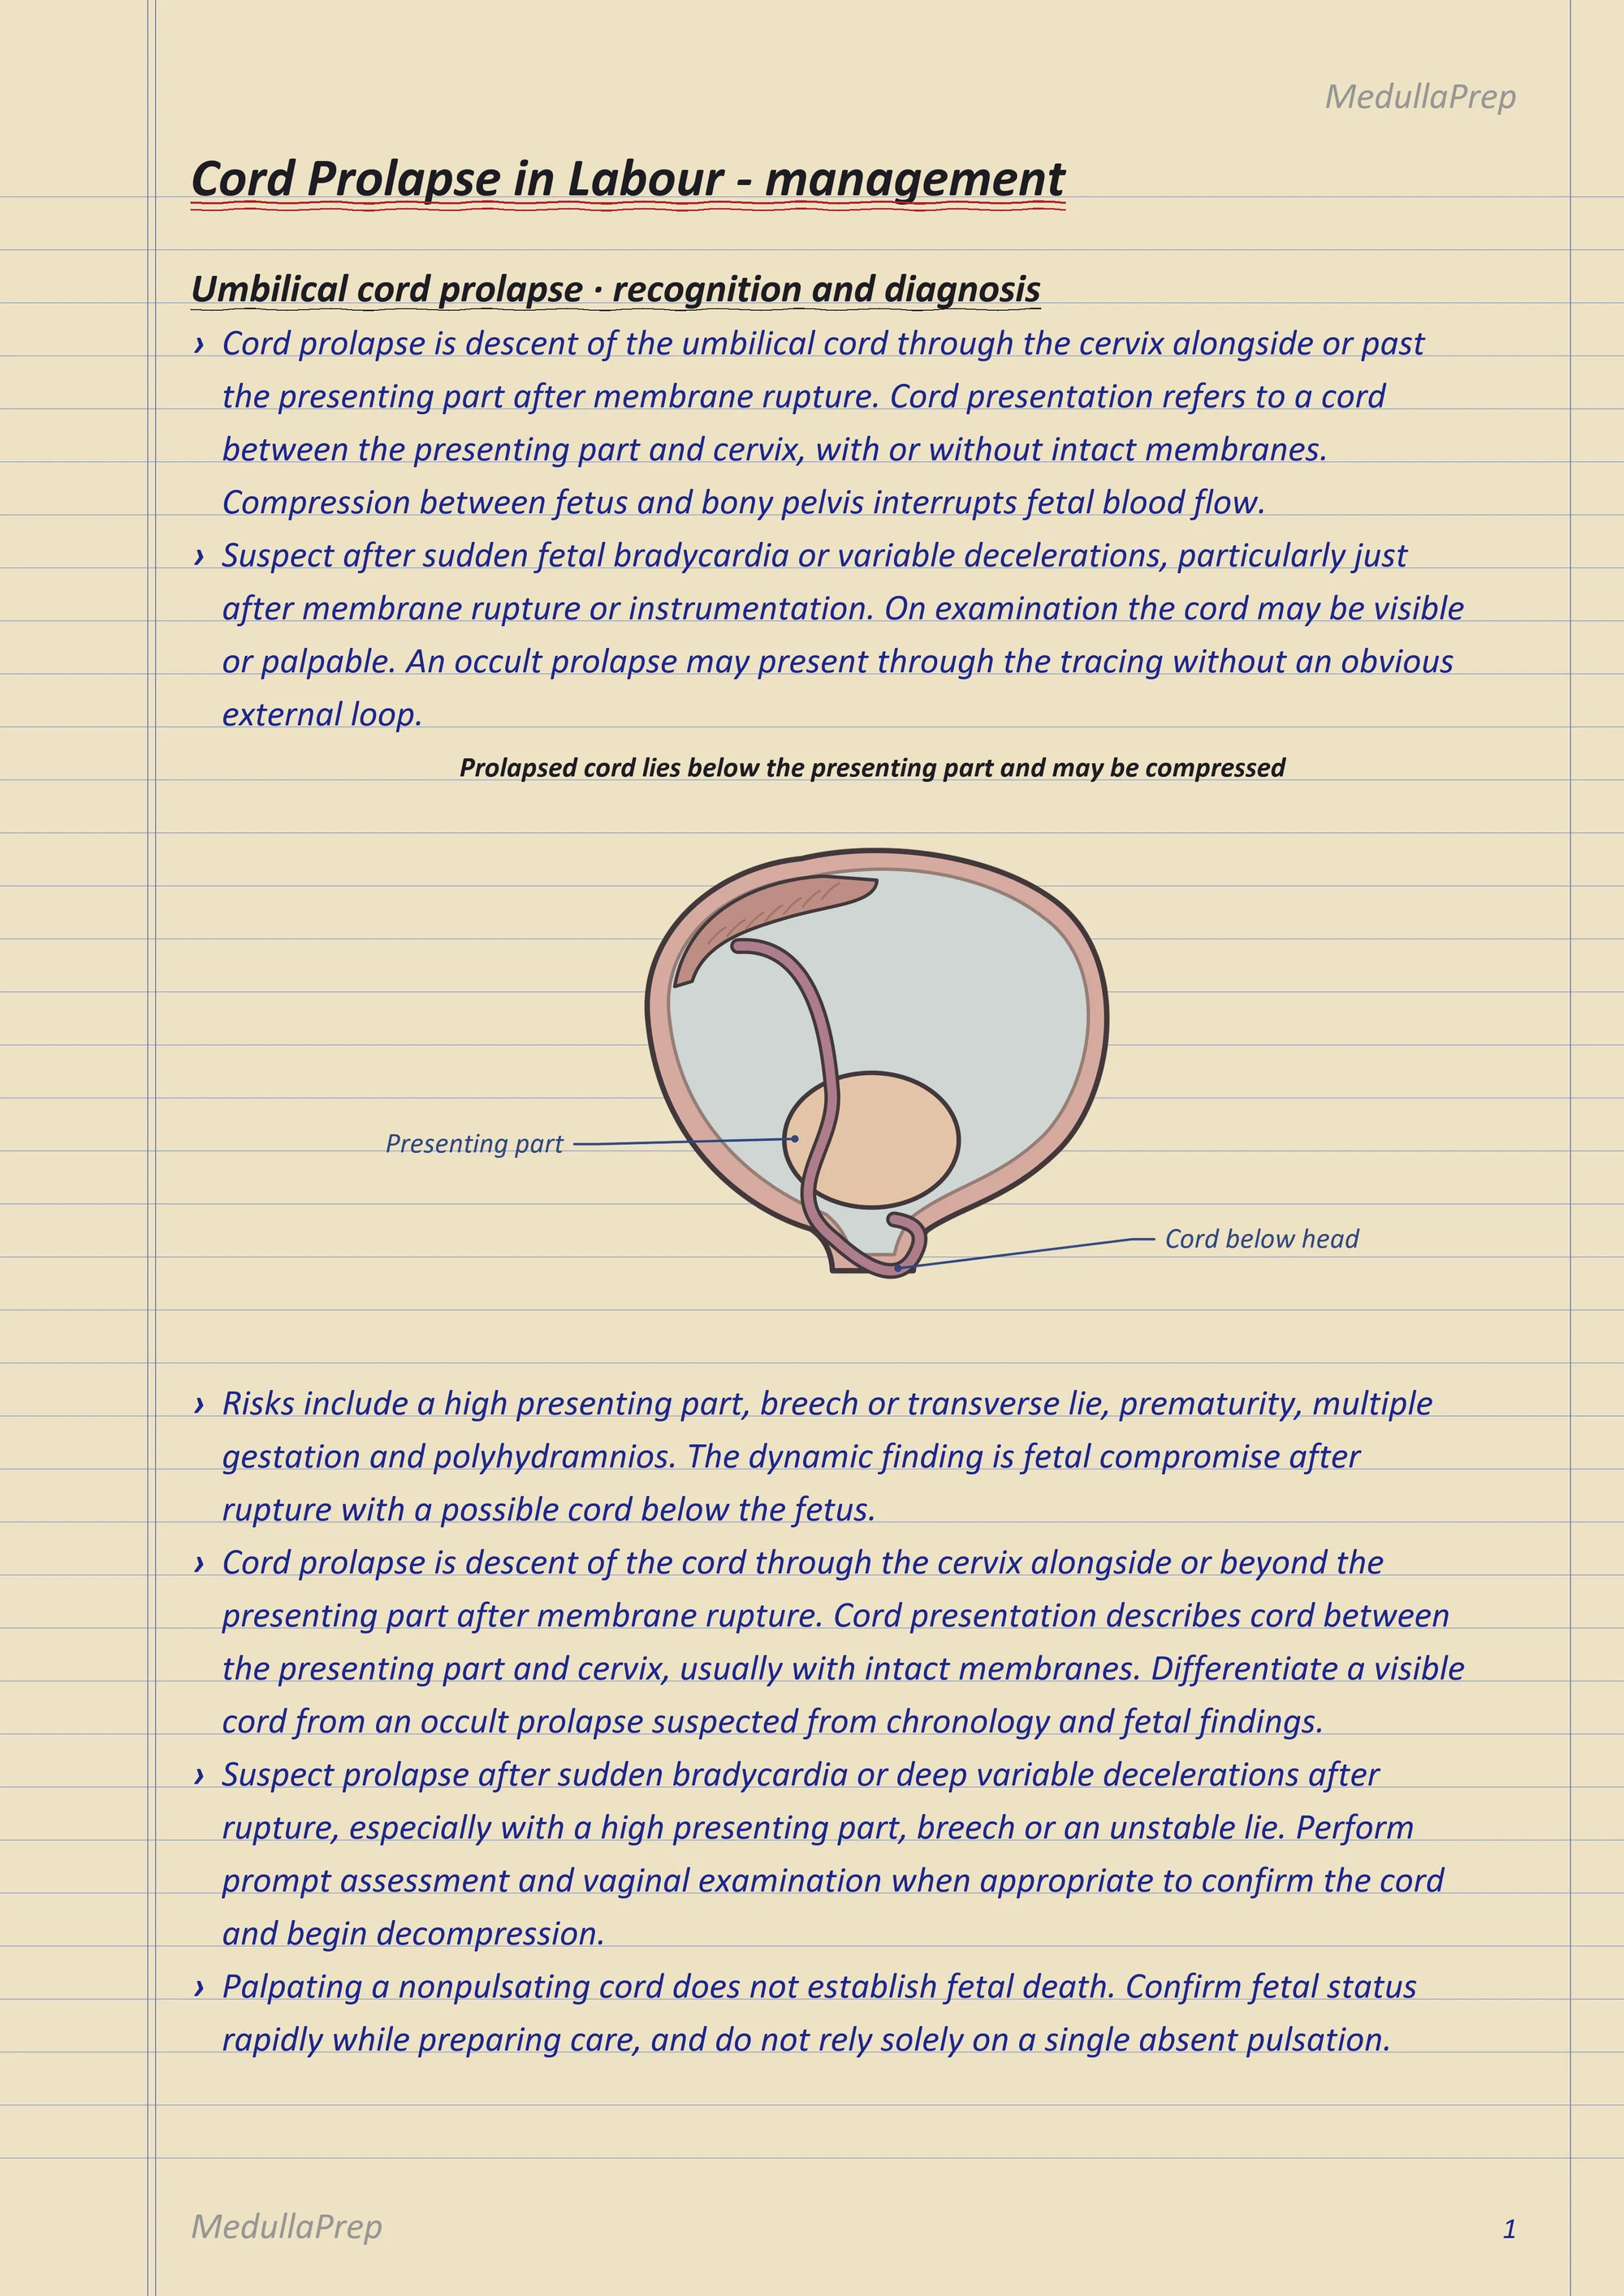 MedullaPrep
Cord Prolapse in Labour - management
Umbilical cord prolapse · recognition and diagnosis
› Cord prolapse is descent of the umbilical cord through the cervix alongside or past
the presenting part after membrane rupture. Cord presentation refers to a cord
between the presenting part and cervix, with or without intact membranes.
Compression between fetus and bony pelvis interrupts fetal blood flow.
› Suspect after sudden fetal bradycardia or variable decelerations, particularly just
after membrane rupture or instrumentation. On examination the cord may be visible
or palpable. An occult prolapse may present through the tracing without an obvious
external loop.
Prolapsed cord lies below the presenting part and may be compressed
Presenting part
Cord below head
› Risks include a high presenting part, breech or transverse lie, prematurity, multiple
gestation and polyhydramnios. The dynamic finding is fetal compromise after
rupture with a possible cord below the fetus.
› Cord prolapse is descent of the cord through the cervix alongside or beyond the
presenting part after membrane rupture. Cord presentation describes cord between
the presenting part and cervix, usually with intact membranes. Differentiate a visible
cord from an occult prolapse suspected from chronology and fetal findings.
› Suspect prolapse after sudden bradycardia or deep variable decelerations after
rupture, especially with a high presenting part, breech or an unstable lie. Perform
prompt assessment and vaginal examination when appropriate to confirm the cord
and begin decompression.
› Palpating a nonpulsating cord does not establish fetal death. Confirm fetal status
rapidly while preparing care, and do not rely solely on a single absent pulsation.
MedullaPrep
1